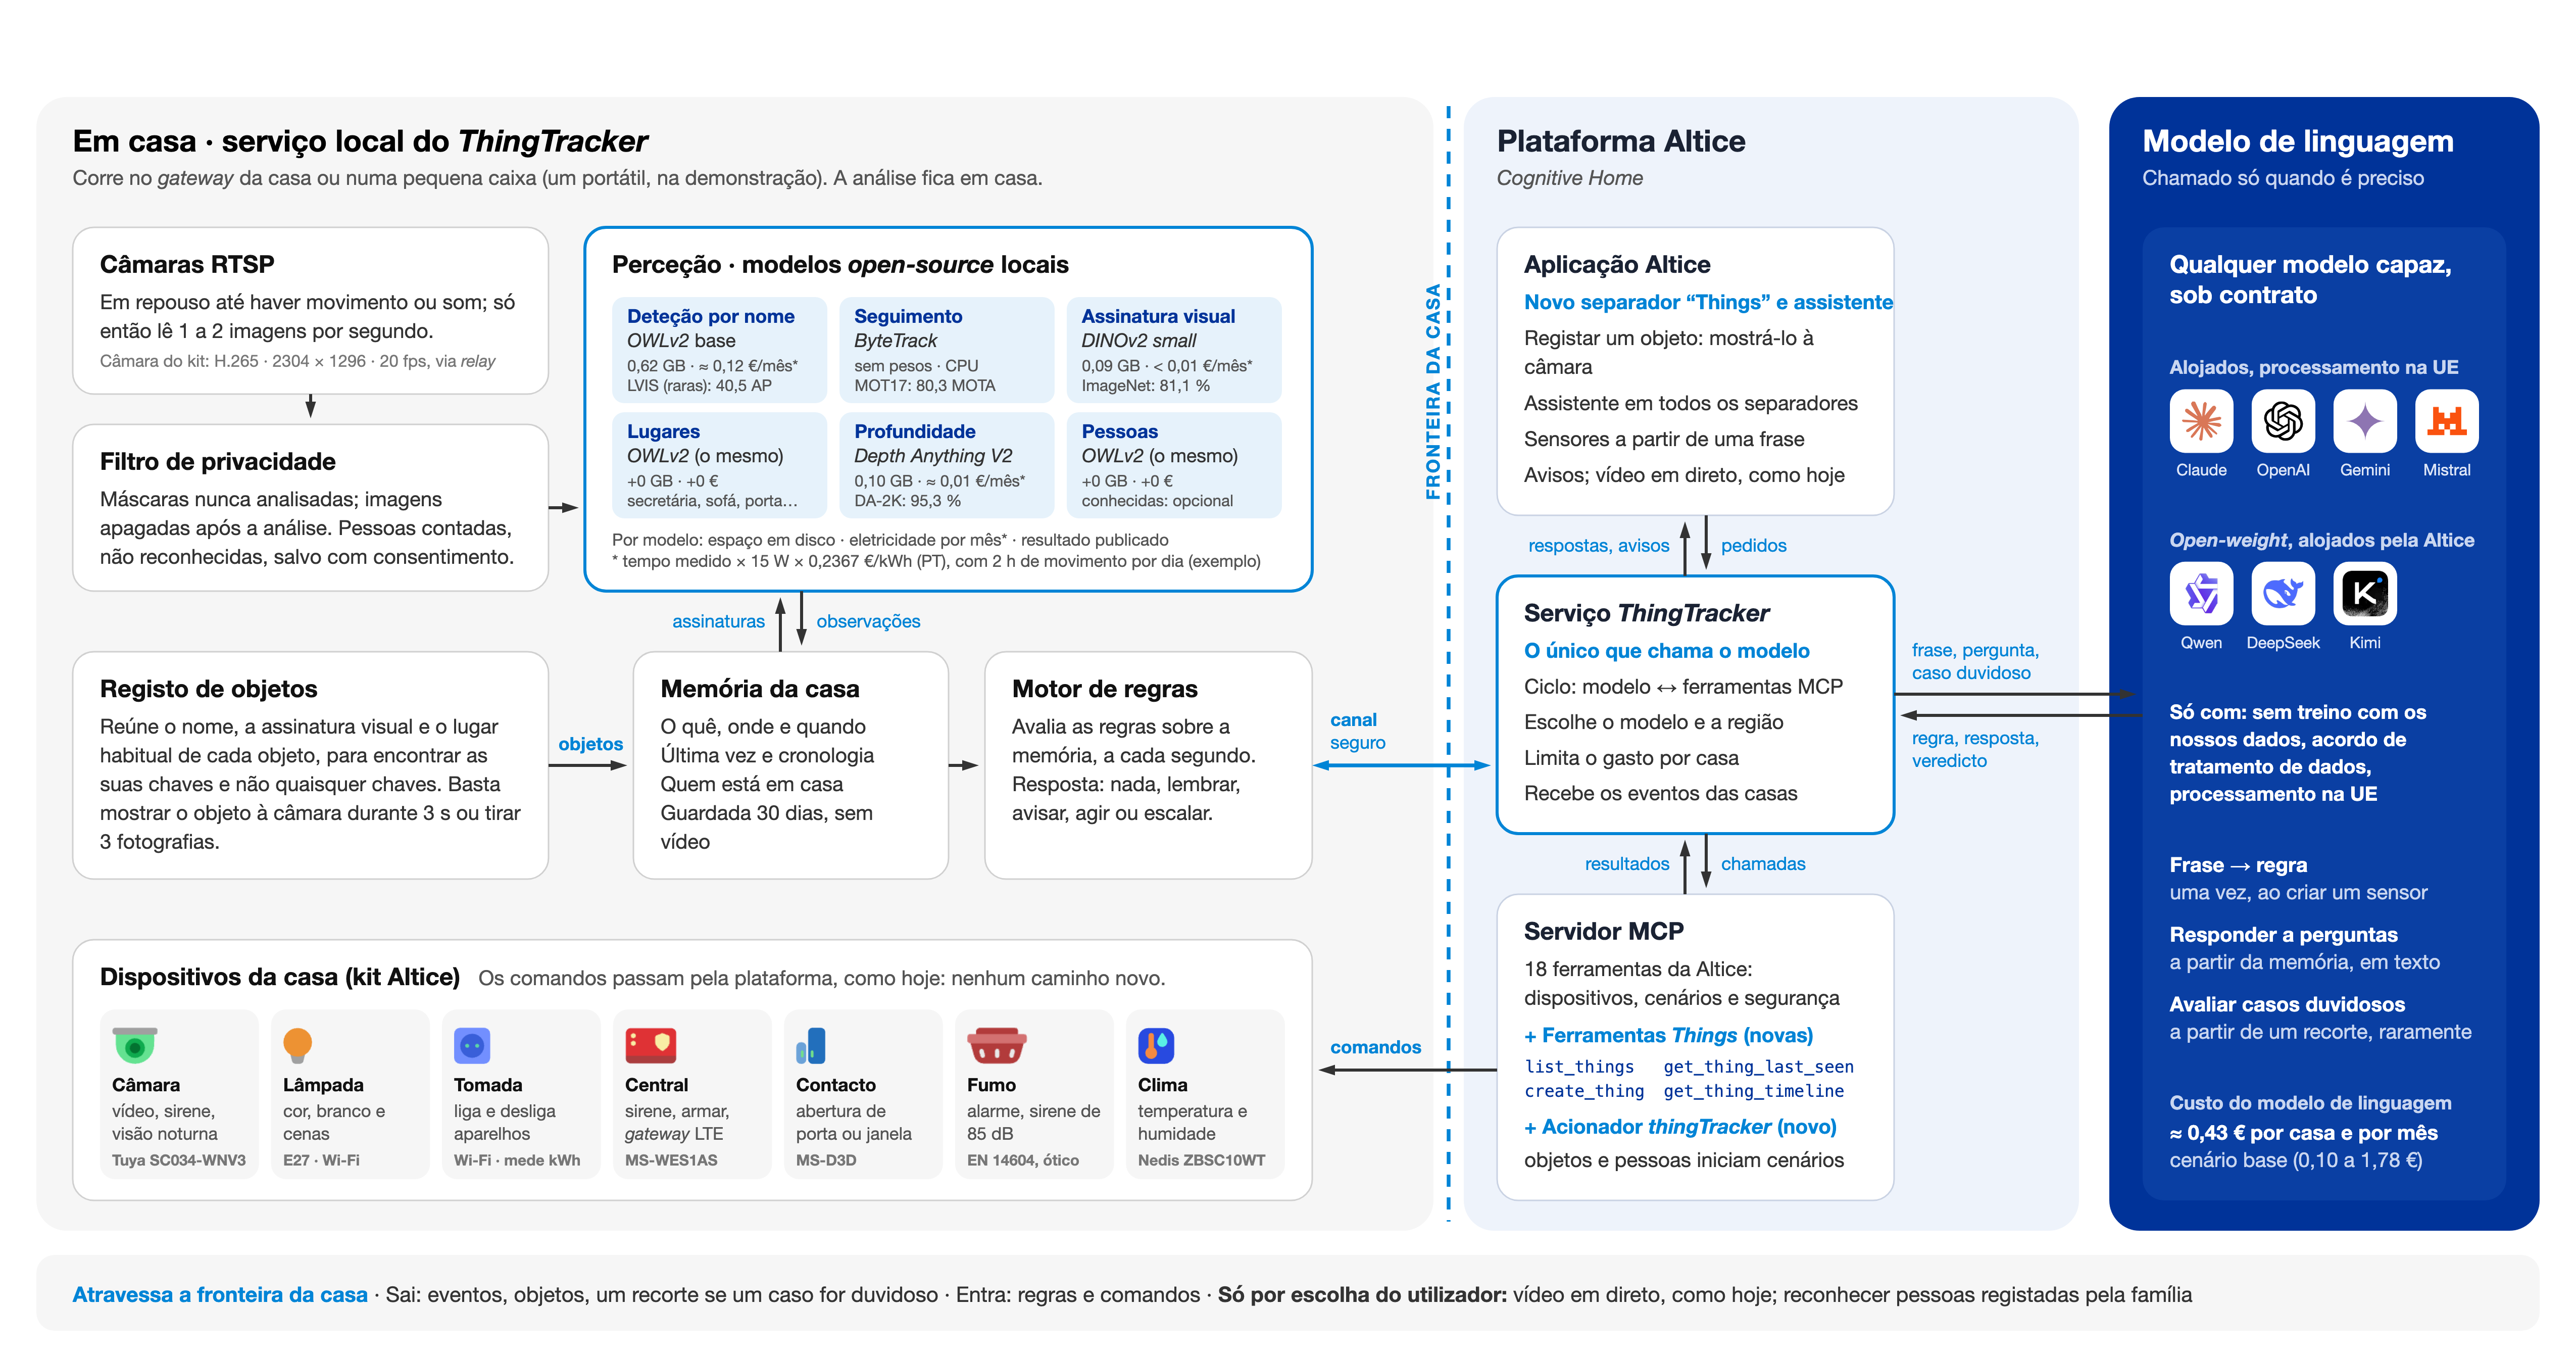 Em casa · serviço local do ThingTracker
Corre no gateway da casa ou numa pequena caixa (um portátil, na demonstração). A análise fica em casa.
Câmaras RTSP
Em repouso até haver movimento ou som; só
então lê 1 a 2 imagens por segundo.
Câmara do kit: H.265 · 2304 × 1296 · 20 fps, via relay
Filtro de privacidade
Máscaras nunca analisadas; imagens
apagadas após a análise. Pessoas contadas,
não reconhecidas, salvo com consentimento.
Perceção · modelos open-source locais
Deteção por nome
OWLv2 base
0,62 GB · ≈ 0,12 €/mês*
LVIS (raras): 40,5 AP
Seguimento
ByteTrack
sem pesos · CPU
MOT17: 80,3 MOTA
Assinatura visual
DINOv2 small
0,09 GB · < 0,01 €/mês*
ImageNet: 81,1 %
Lugares
OWLv2 (o mesmo)
+0 GB · +0 €
secretária, sofá, porta…
Profundidade
Depth Anything V2
0,10 GB · ≈ 0,01 €/mês*
DA-2K: 95,3 %
Pessoas
OWLv2 (o mesmo)
+0 GB · +0 €
conhecidas: opcional
Por modelo: espaço em disco · eletricidade por mês* · resultado publicado
* tempo medido × 15 W × 0,2367 €/kWh (PT), com 2 h de movimento por dia (exemplo)
assinaturas
observações
Registo de objetos
Reúne o nome, a assinatura visual e o lugar
habitual de cada objeto, para encontrar as
suas chaves e não quaisquer chaves. Basta
mostrar o objeto à câmara durante 3 s ou tirar
3 fotografias.
objetos
Memória da casa
O quê, onde e quando
Última vez e cronologia
Quem está em casa
Guardada 30 dias, sem
vídeo
Motor de regras
Avalia as regras sobre a
memória, a cada segundo.
Resposta: nada, lembrar,
avisar, agir ou escalar.
canal
seguro
Dispositivos da casa (kit Altice) Os comandos passam pela plataforma, como hoje: nenhum caminho novo.
Câmara
vídeo, sirene,
visão noturna
Tuya SC034-WNV3
Lâmpada
cor, branco e
cenas
E27 · Wi-Fi
Tomada
liga e desliga
aparelhos
Wi-Fi · mede kWh
Central
sirene, armar,
gateway LTE
MS-WES1AS
Contacto
abertura de
porta ou janela
MS-D3D
Fumo
alarme, sirene de
85 dB
EN 14604, ótico
Clima
temperatura e
humidade
Nedis ZBSC10WT
comandos
FRONTEIRA DA CASA
Plataforma Altice
Cognitive Home
Aplicação Altice
Novo separador “Things” e assistente
Registar um objeto: mostrá-lo à
câmara
Assistente em todos os separadores
Sensores a partir de uma frase
Avisos; vídeo em direto, como hoje
respostas, avisos
pedidos
Serviço ThingTracker
O único que chama o modelo
Ciclo: modelo ↔ ferramentas MCP
Escolhe o modelo e a região
Limita o gasto por casa
Recebe os eventos das casas
frase, pergunta,
caso duvidoso
regra, resposta,
veredicto
resultados
chamadas
Servidor MCP
18 ferramentas da Altice:
dispositivos, cenários e segurança
+ Ferramentas Things (novas)
list_things get_thing_last_seen
create_thing get_thing_timeline
+ Acionador thingTracker (novo)
objetos e pessoas iniciam cenários
Modelo de linguagem
Chamado só quando é preciso
Qualquer modelo capaz,
sob contrato
Alojados, processamento na UE
Claude
OpenAI
Gemini
Mistral
Open-weight, alojados pela Altice
K
Qwen
DeepSeek
Kimi
Só com: sem treino com os
nossos dados, acordo de
tratamento de dados,
processamento na UE
Frase → regra
uma vez, ao criar um sensor
Responder a perguntas
a partir da memória, em texto
Avaliar casos duvidosos
a partir de um recorte, raramente
Custo do modelo de linguagem
≈ 0,43 € por casa e por mês
cenário base (0,10 a 1,78 €)
Atravessa a fronteira da casa · Sai: eventos, objetos, um recorte se um caso for duvidoso · Entra: regras e comandos · Só por escolha do utilizador: vídeo em direto, como hoje; reconhecer pessoas registadas pela família